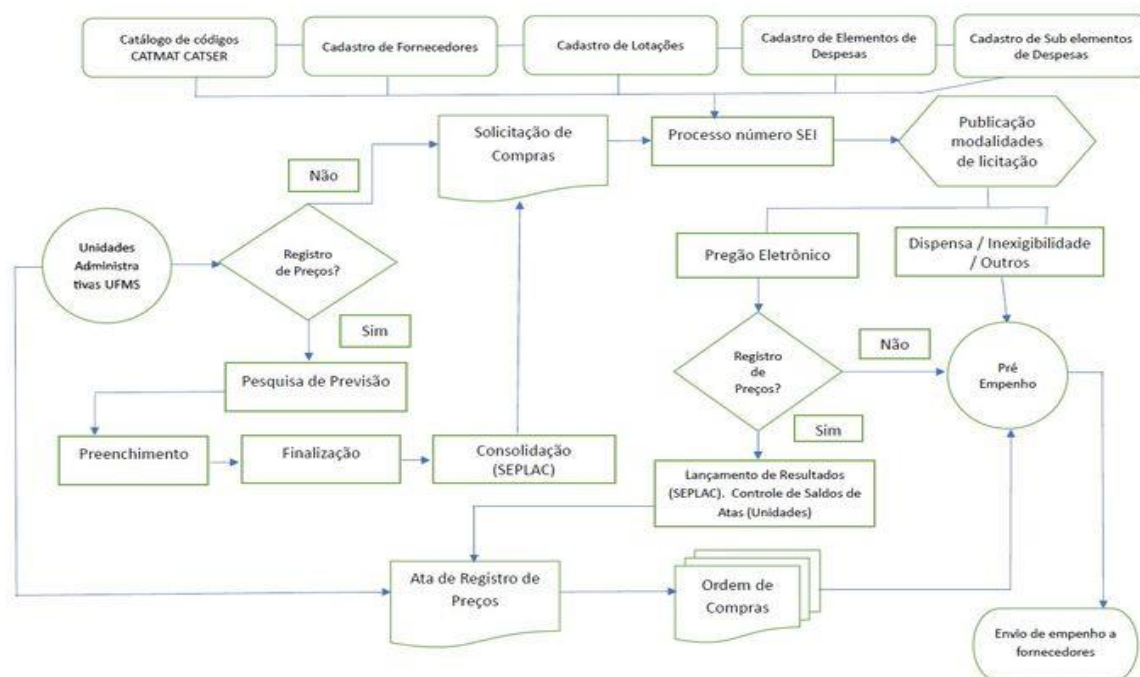 Catálogo de códigos
CATMAT CATSER
Cadastro de Fornecedores
Cadastro de Lotações
Cadastro de Elementos de
Despesas
Cadastro de Sub elementos
de Despesas
Solicitação de
Compras
Processo número SEI
Publicação
modalidades
de licitação
Não
Unidades
Administra
tivas UFMS
Registro
de Preços?
Pregão Eletrônico
Dispensa / Inexigibilidade
/ Outros
Sim
Pesquisa de Previsão
Registro
de
Preços?
Não
Pré
Empenho
Preenchimento
Finalização
Consolidação
(SEPLAC)
Sim
Lançamento de Resultados
(SEPLAC). Controle de Saldos de
Atas (Unidades)
Ata de Registro de
Preços
Ordem de
Compras
Envio de empenho a
fornecedores